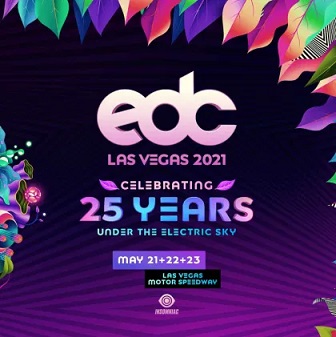 edc
LAS VEGAS 2021
CELEBRATING
25 YEARS
UNDER THE ELECTRIC SKY
MAY 21+22+23
LAS VEGAS
MOTOR SPEEDWAY
INSOMNIAC